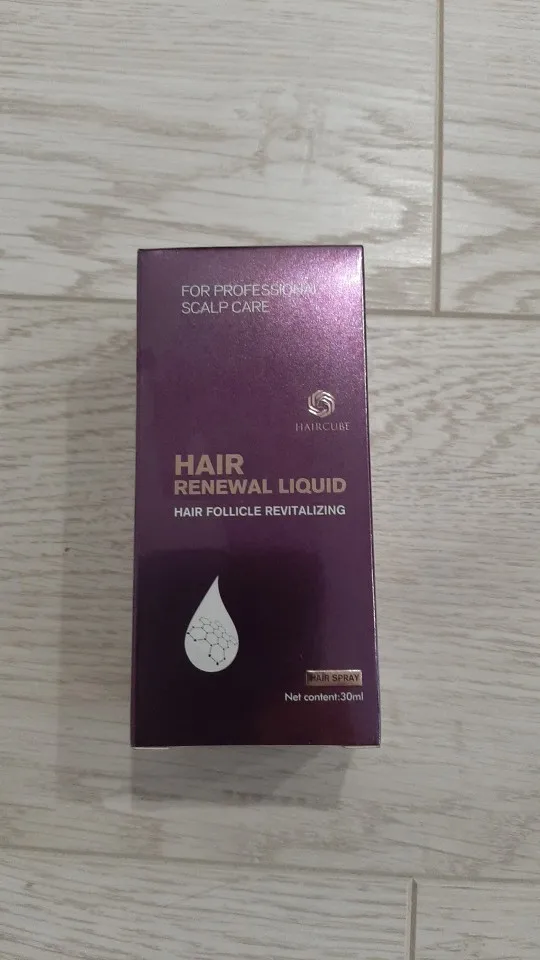 FOR PROFESSIONAL
SCALP CARE
HAIRCUBE
HAIR
RENEWAL LIQUID
HAIR FOLLICLE REVITALIZING
HAIR SPRAY
Net content:30ml